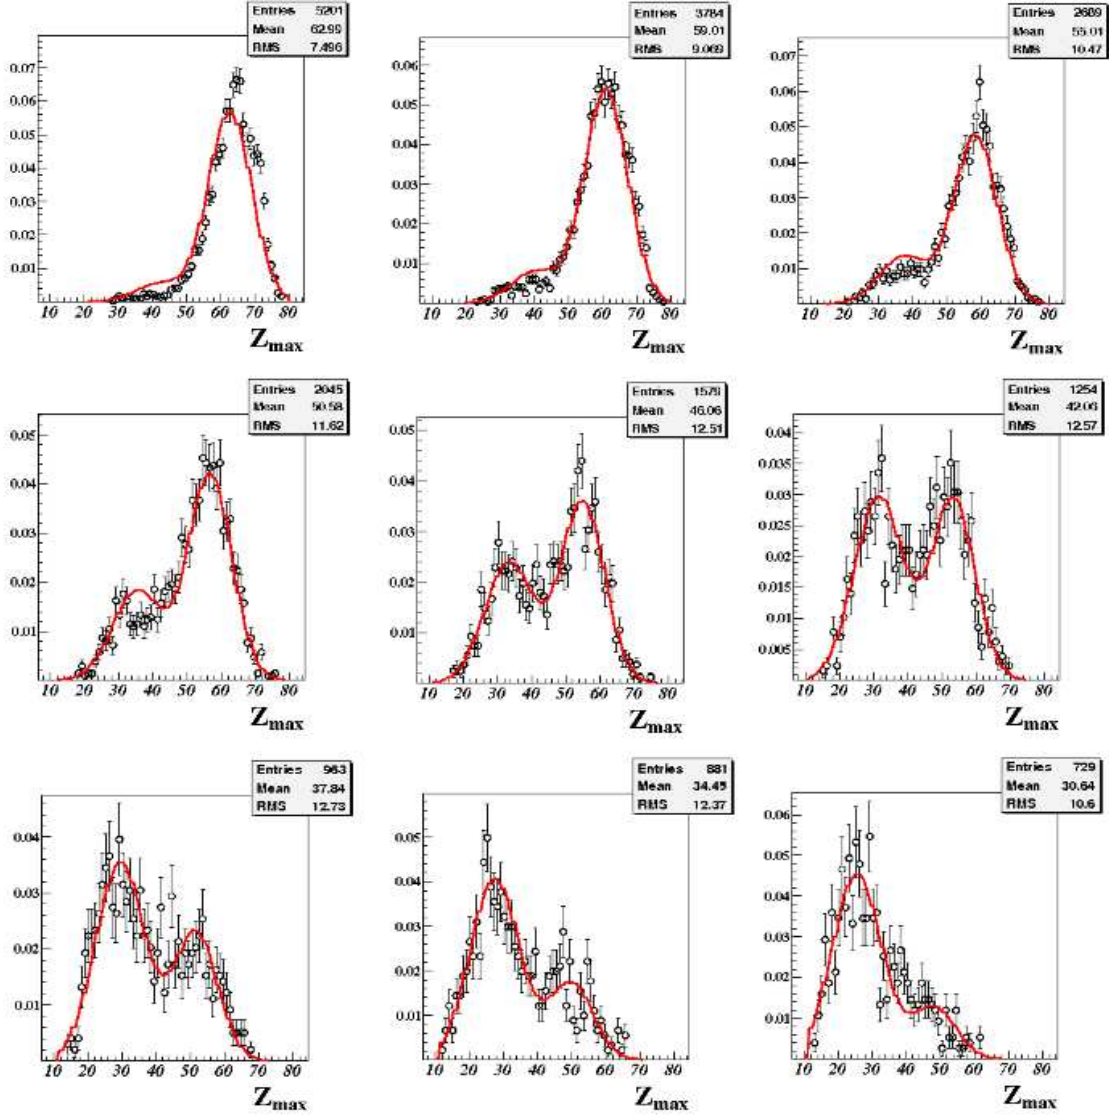 Entries 5201
Mean 62.99
RMS 7.496
0.07
0.06
0.05
0.04
0.03
0.02
0.01
10 20 30 40 50 60 70 80
Zmax
Entries 3784
Mean 59.01
RMS 9.069
0.06
0.05
0.04
0.03
0.02
0.01
10 20 30 40 50 60 70 80
Zmax
Entries 2689
Mean 55.01
RMS 10.47
0.07
0.06
0.05
0.04
0.03
0.02
0.01
10 20 30 40 50 60 70 80
Zmax
Entries 2045
Mean 50.58
RMS 11.62
0.05
0.04
0.03
0.02
0.01
10 20 30 40 50 60 70 80
Zmax
Entries 1579
Mean 46.06
RMS 12.51
0.05
0.04
0.03
0.02
0.01
10 20 30 40 50 60 70 80
Zmax
Entries 1254
Mean 42.06
RMS 12.57
0.04
0.035
0.03
0.025
0.02
0.015
0.01
0.005
10 20 30 40 50 60 70 80
Zmax
Entries 963
Mean 37.84
RMS 12.73
0.04
0.03
0.02
0.01
10 20 30 40 50 60 70 80
Zmax
Entries 881
Mean 34.45
RMS 12.37
0.05
0.04
0.03
0.02
0.01
10 20 30 40 50 60 70 80
Zmax
Entries 729
Mean 30.64
RMS 10.6
0.06
0.05
0.04
0.03
0.02
0.01
10 20 30 40 50 60 70 80
Zmax